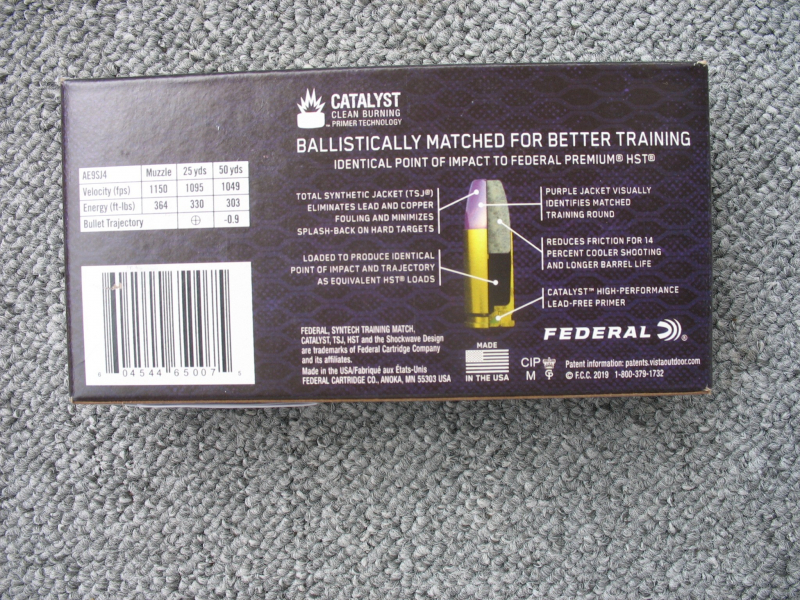 CATALYST
CLEAN BURNING
™ PRIMER TECHNOLOGY
BALLISTICALLY MATCHED FOR BETTER TRAINING
IDENTICAL POINT OF IMPACT TO FEDERAL PREMIUM® HST®
AE9SJ4 Muzzle 25 yds 50 yds
Velocity (fps) 1150 1095 1049
Energy (ft-lbs) 364 330 303
Bullet Trajectory ⊕ -0.9
TOTAL SYNTHETIC JACKET (TSJ®)
ELIMINATES LEAD AND COPPER
FOULING AND MINIMIZES
SPLASH-BACK ON HARD TARGETS
LOADED TO PRODUCE IDENTICAL
POINT OF IMPACT AND TRAJECTORY
AS EQUIVALENT HST® LOADS
PURPLE JACKET VISUALLY
IDENTIFIES MATCHED
TRAINING ROUND
REDUCES FRICTION FOR 14
PERCENT COOLER SHOOTING
AND LONGER BARREL LIFE
CATALYST™ HIGH-PERFORMANCE
LEAD-FREE PRIMER
6 04544 65007 5
FEDERAL, SYNTECH TRAINING MATCH,
CATALYST, TSJ, HST and the Shockwave Design
are trademarks of Federal Cartridge Company
and its affiliates.
Made in the USA/Fabriqué aux États-Unis
FEDERAL CARTRIDGE CO., ANOKA, MN 55303 USA
MADE
IN THE USA
CIP
M
FEDERAL®
Patent information: patents.vistaoutdoor.com
© F.C.C. 2019 1-800-379-1732